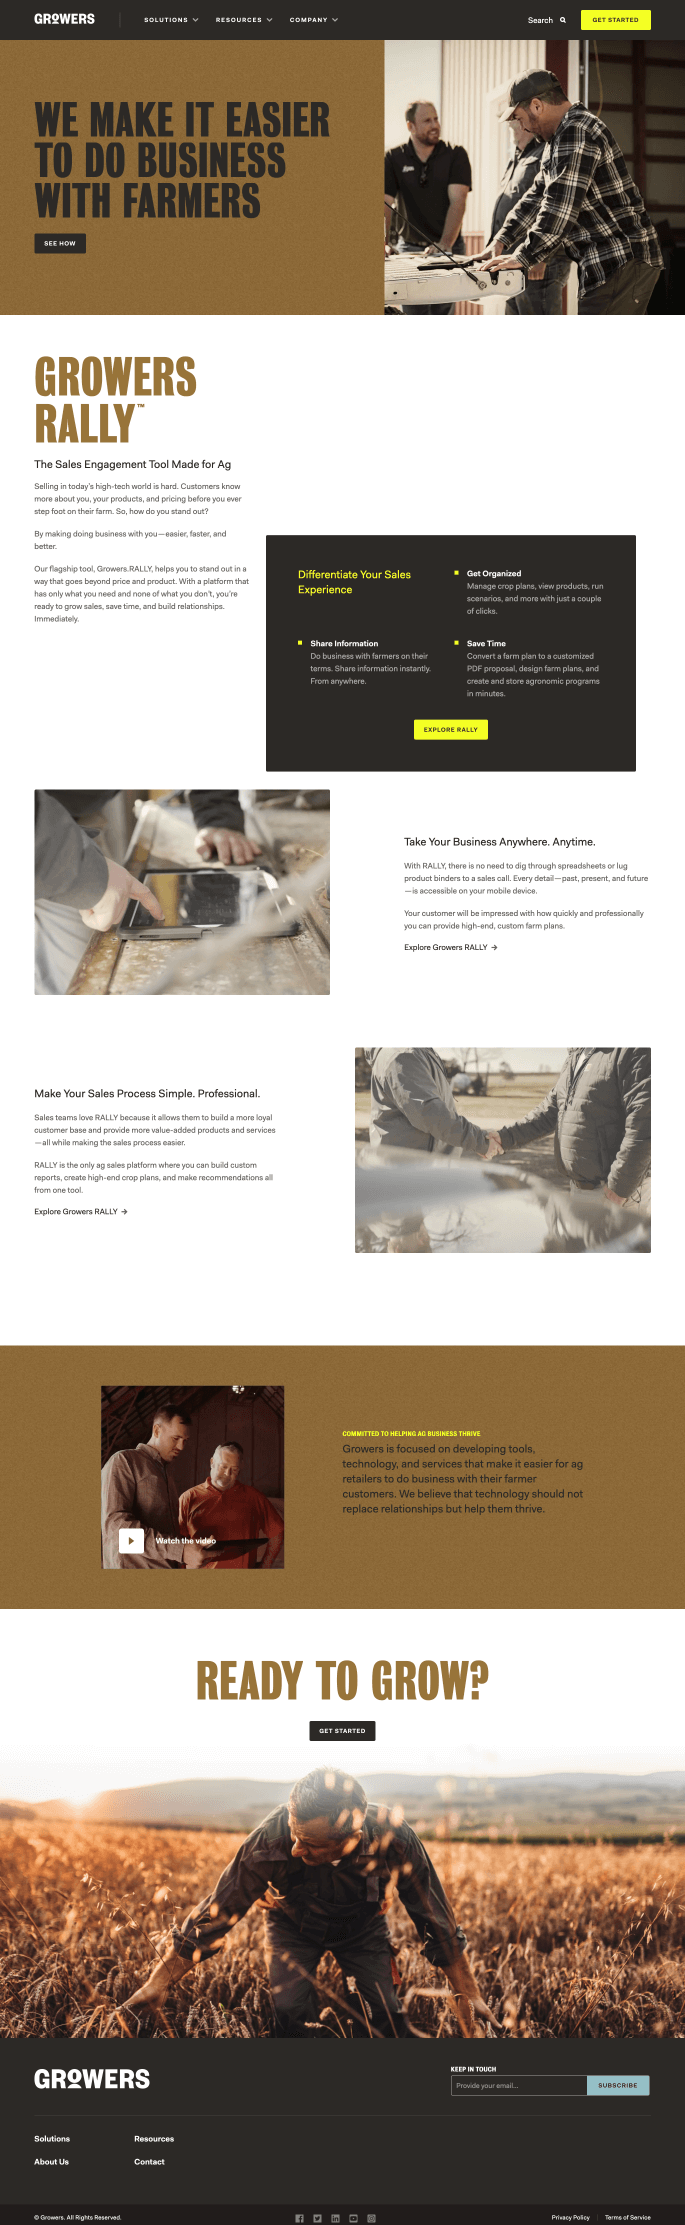 GROWERS
SOLUTIONS
RESOURCES
COMPANY
Search
GET STARTED
WE MAKE IT EASIER
TO DO BUSINESS
WITH FARMERS
SEE HOW
GROWERS
RALLY™
The Sales Engagement Tool Made for Ag
Selling in today's high-tech world is hard. Customers know
more about you, your products, and pricing before you ever
step foot on their farm. So, how do you stand out?
By making doing business with you—easier, faster, and
better.
Our flagship tool, Growers.RALLY, helps you to stand out in a
way that goes beyond price and product. With a platform that
has only what you need and none of what you don't, you're
ready to grow sales, save time, and build relationships.
Immediately.
Differentiate Your Sales
Experience
Get Organized
Manage crop plans, view products, run
scenarios, and more with just a couple
of clicks.
Share Information
Do business with farmers on their
terms. Share information instantly.
From anywhere.
Save Time
Convert a farm plan to a customized
PDF proposal, design farm plans, and
create and store agronomic programs
in minutes.
EXPLORE RALLY
Take Your Business Anywhere. Anytime.
With RALLY, there is no need to dig through spreadsheets or lug
product binders to a sales call. Every detail—past, present, and future
—is accessible on your mobile device.
Your customer will be impressed with how quickly and professionally
you can provide high-end, custom farm plans.
Explore Growers RALLY →
Make Your Sales Process Simple. Professional.
Sales teams love RALLY because it allows them to build a more loyal
customer base and provide more value-added products and services
—all while making the sales process easier.
RALLY is the only ag sales platform where you can build custom
reports, create high-end crop plans, and make recommendations all
from one tool.
Explore Growers RALLY →
Watch the video
COMMITTED TO HELPING AG BUSINESS THRIVE
Growers is focused on developing tools,
technology, and services that make it easier for ag
retailers to do business with their farmer
customers. We believe that technology should not
replace relationships but help them thrive.
READY TO GROW?
GET STARTED
GROWERS
KEEP IN TOUCH
Provide your email...
SUBSCRIBE
Solutions
Resources
About Us
Contact
© Growers. All Rights Reserved.
Privacy Policy
Terms of Service